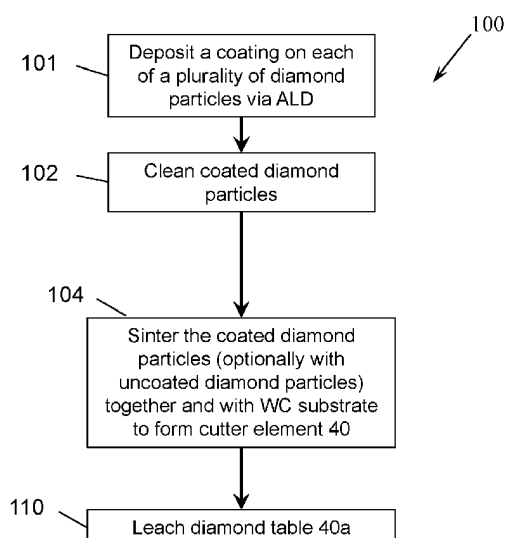 100
101
Deposit a coating on each
of a plurality of diamond
particles via ALD
102
Clean coated diamond
particles
104
Sinter the coated diamond
particles (optionally with
uncoated diamond particles)
together and with WC substrate
to form cutter element 40
110
Leach diamond table 40a